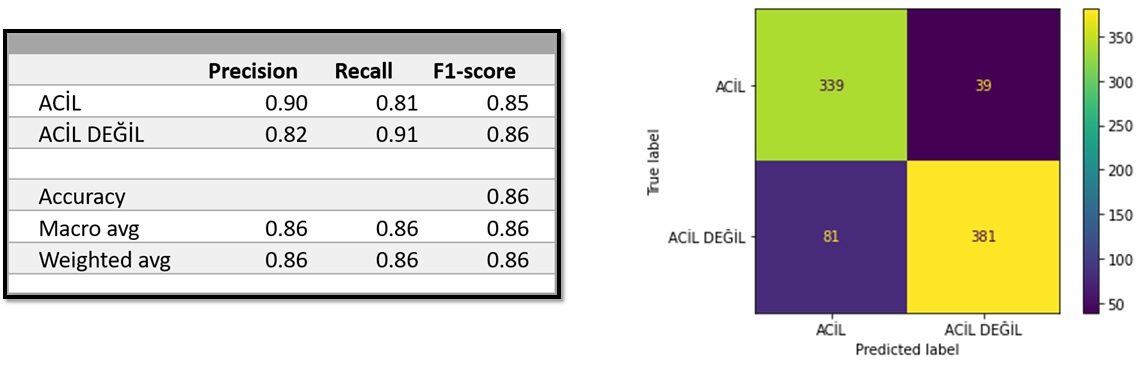 Precision Recall F1-score
ACİL 0.90 0.81 0.85
ACİL DEĞİL 0.82 0.91 0.86
Accuracy 0.86
Macro avg 0.86 0.86 0.86
Weighted avg 0.86 0.86 0.86
True label
ACİL
339 39
ACİL DEĞİL
81 381
ACİL ACİL DEĞİL
Predicted label
350
300
250
200
150
100
50